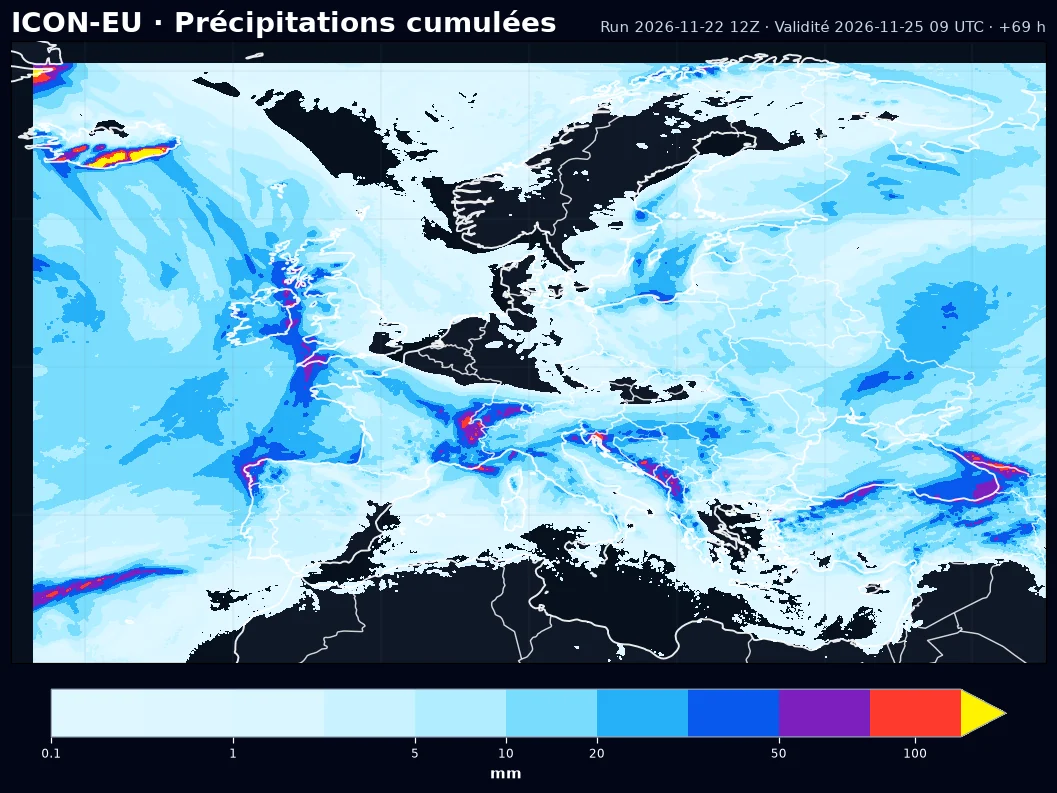 ICON-EU · Précipitations cumulées
Run 2026-11-22 12Z · Validité 2026-11-25 09 UTC · +69 h
0.1 1 5 10 20 50 100
mm